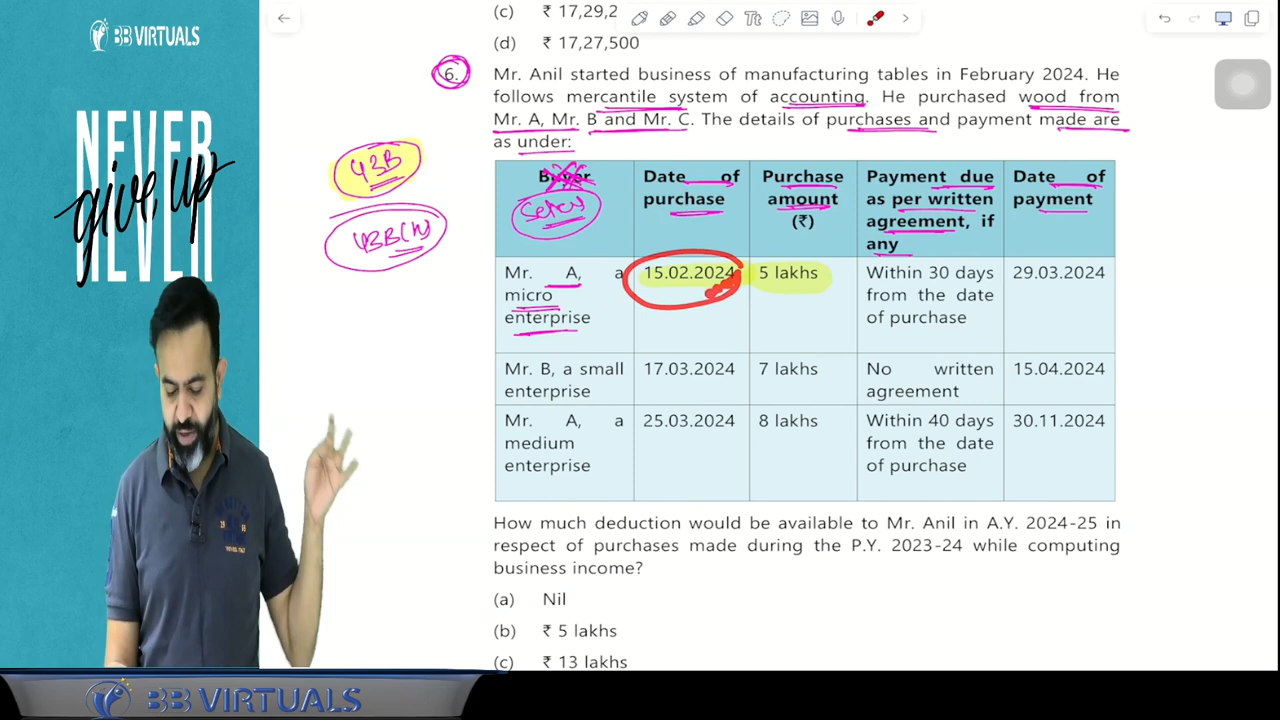 BB VIRTUALS
NEVER
give up
NEVER
(c) ₹ 17,29,2
(d) ₹ 17,27,500
6. Mr. Anil started business of manufacturing tables in February 2024. He
follows mercantile system of accounting. He purchased wood from
Mr. A, Mr. B and Mr. C. The details of purchases and payment made are
as under:
43B
43B(h)
Buyer
Seller
Date of
purchase
Purchase
amount
(₹)
Payment due
as per written
agreement, if
any
Date of
payment
Mr. A, a
micro
enterprise
15.02.2024
5 lakhs
Within 30 days
from the date
of purchase
29.03.2024
Mr. B, a small
enterprise
17.03.2024
7 lakhs
No written
agreement
15.04.2024
Mr. A, a
medium
enterprise
25.03.2024
8 lakhs
Within 40 days
from the date
of purchase
30.11.2024
How much deduction would be available to Mr. Anil in A.Y. 2024-25 in
respect of purchases made during the P.Y. 2023-24 while computing
business income?
(a) Nil
(b) ₹ 5 lakhs
(c) ₹ 13 lakhs
BB VIRTUALS